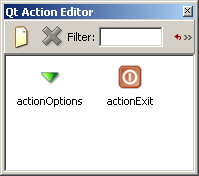 Qt Action Editor
Filter:
actionOptions actionExit